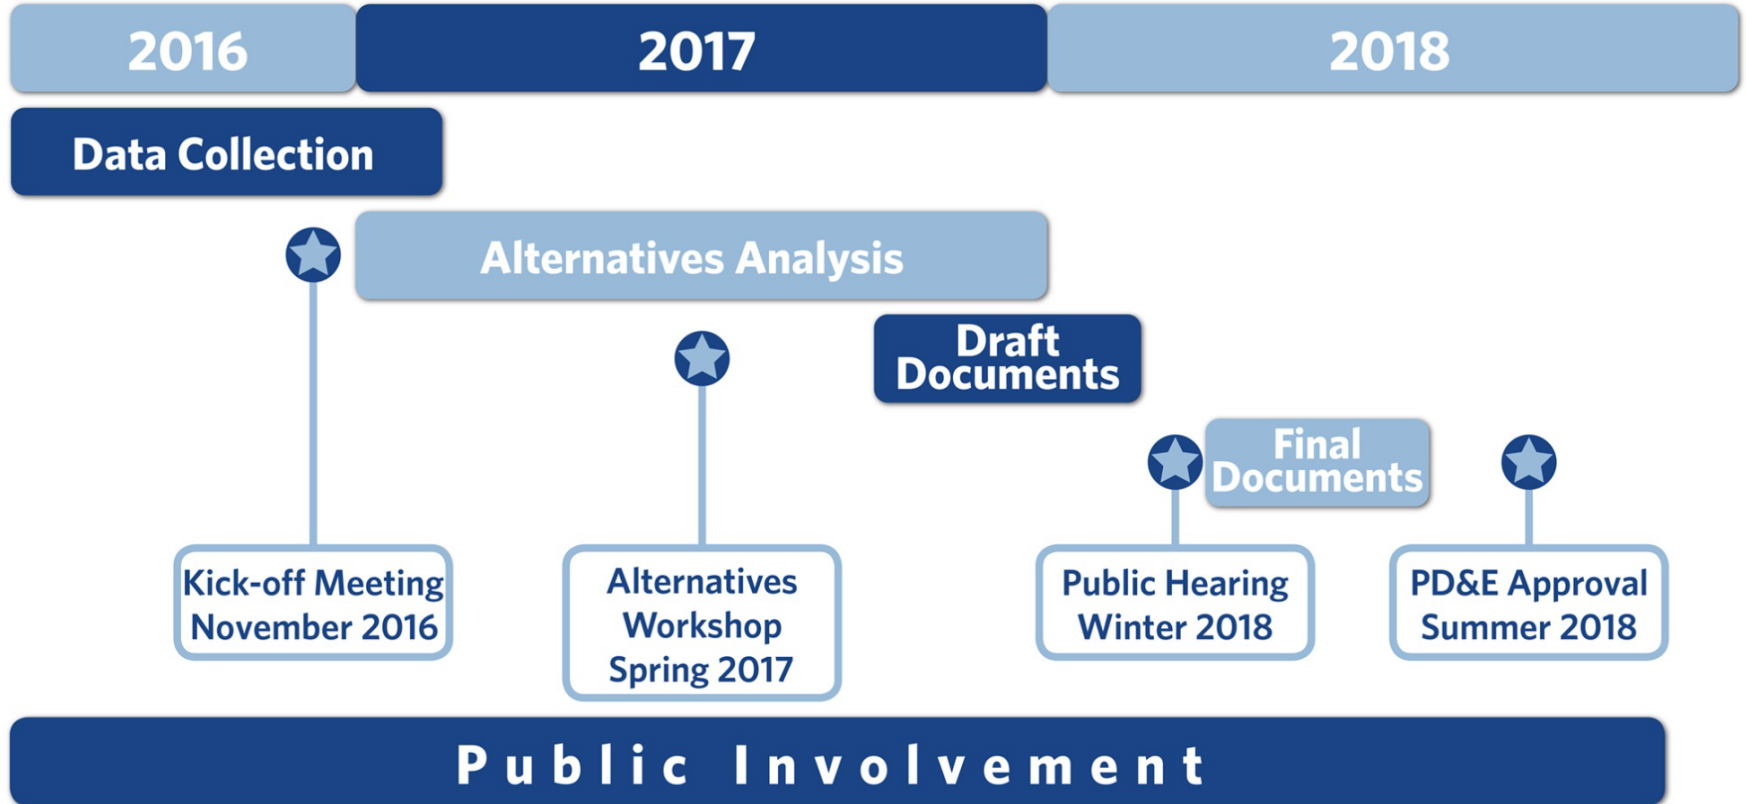 2016
2017
2018
Data Collection
Alternatives Analysis
Draft
Documents
Final
Documents
Kick-off Meeting
November 2016
Alternatives
Workshop
Spring 2017
Public Hearing
Winter 2018
PD&E Approval
Summer 2018
Public Involvement